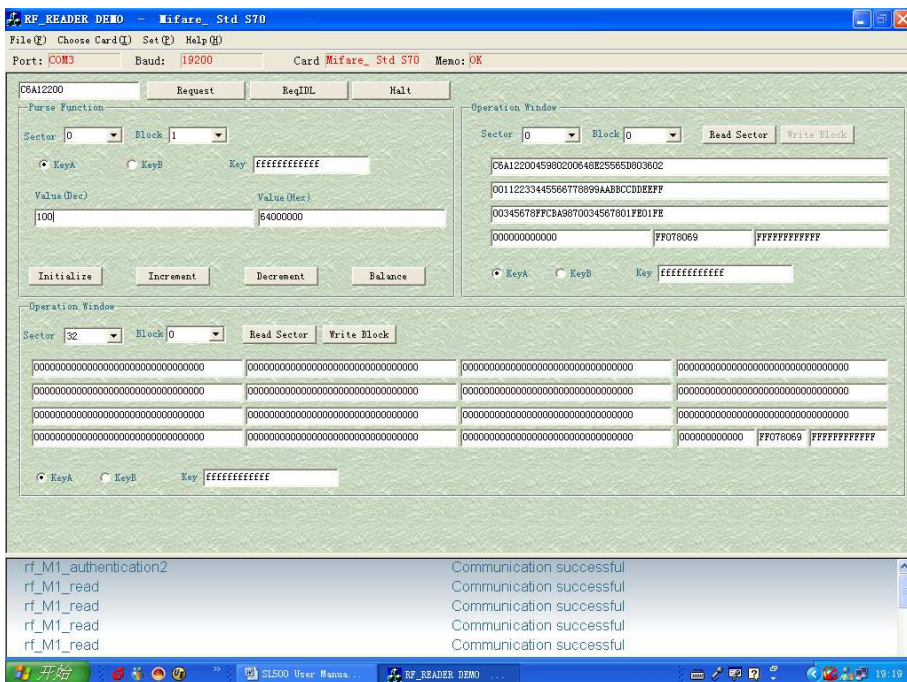 RF_READER DEMO - Mifare_ Std S70
File(F) Choose Card(I) Set(P) Help(H)
Port: COM3 Baud: 19200 Card Mifare_ Std S70 Memo: OK
C6A12200 Request ReqIDL Halt
Purse Function
Sector 0 Block 1
KeyA KeyB Key ffffffffffff
Value(Dec) Value(Hex)
100 64000000
Initialize Increment Decrement Balance
Operation Window
Sector 0 Block 0 Read Sector Write Block
C6A1220045980200648E25565D803602
00112233445566778899AABBCCDDEEFF
00345678FFCBA9870034567801FE01FE
000000000000 FF078069 FFFFFFFFFFFF
KeyA KeyB Key ffffffffffff
Operation Window
Sector 32 Block 0 Read Sector Write Block
00000000000000000000000000000000 00000000000000000000000000000000 00000000000000000000000000000000 00000000000000000000000000000000
00000000000000000000000000000000 00000000000000000000000000000000 00000000000000000000000000000000 00000000000000000000000000000000
00000000000000000000000000000000 00000000000000000000000000000000 00000000000000000000000000000000 00000000000000000000000000000000
00000000000000000000000000000000 00000000000000000000000000000000 00000000000000000000000000000000 000000000000 FF078069 FFFFFFFFFFFF
KeyA KeyB Key ffffffffffff
rf_M1_authentication2 Communication successful
rf_M1_read Communication successful
rf_M1_read Communication successful
rf_M1_read Communication successful
rf_M1_read Communication successful
开始 SL500 User Manua... RF_READER DEMO ... 19:19